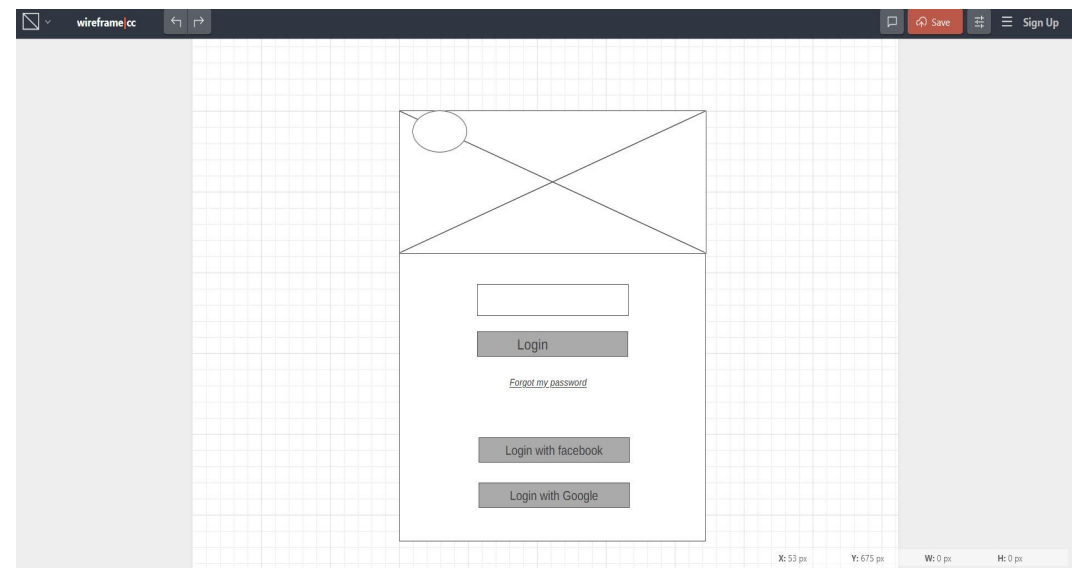 wireframe|cc
Save
Sign Up
Login
Forgot my password
Login with facebook
Login with Google
X: 53 px Y: 675 px W: 0 px H: 0 px